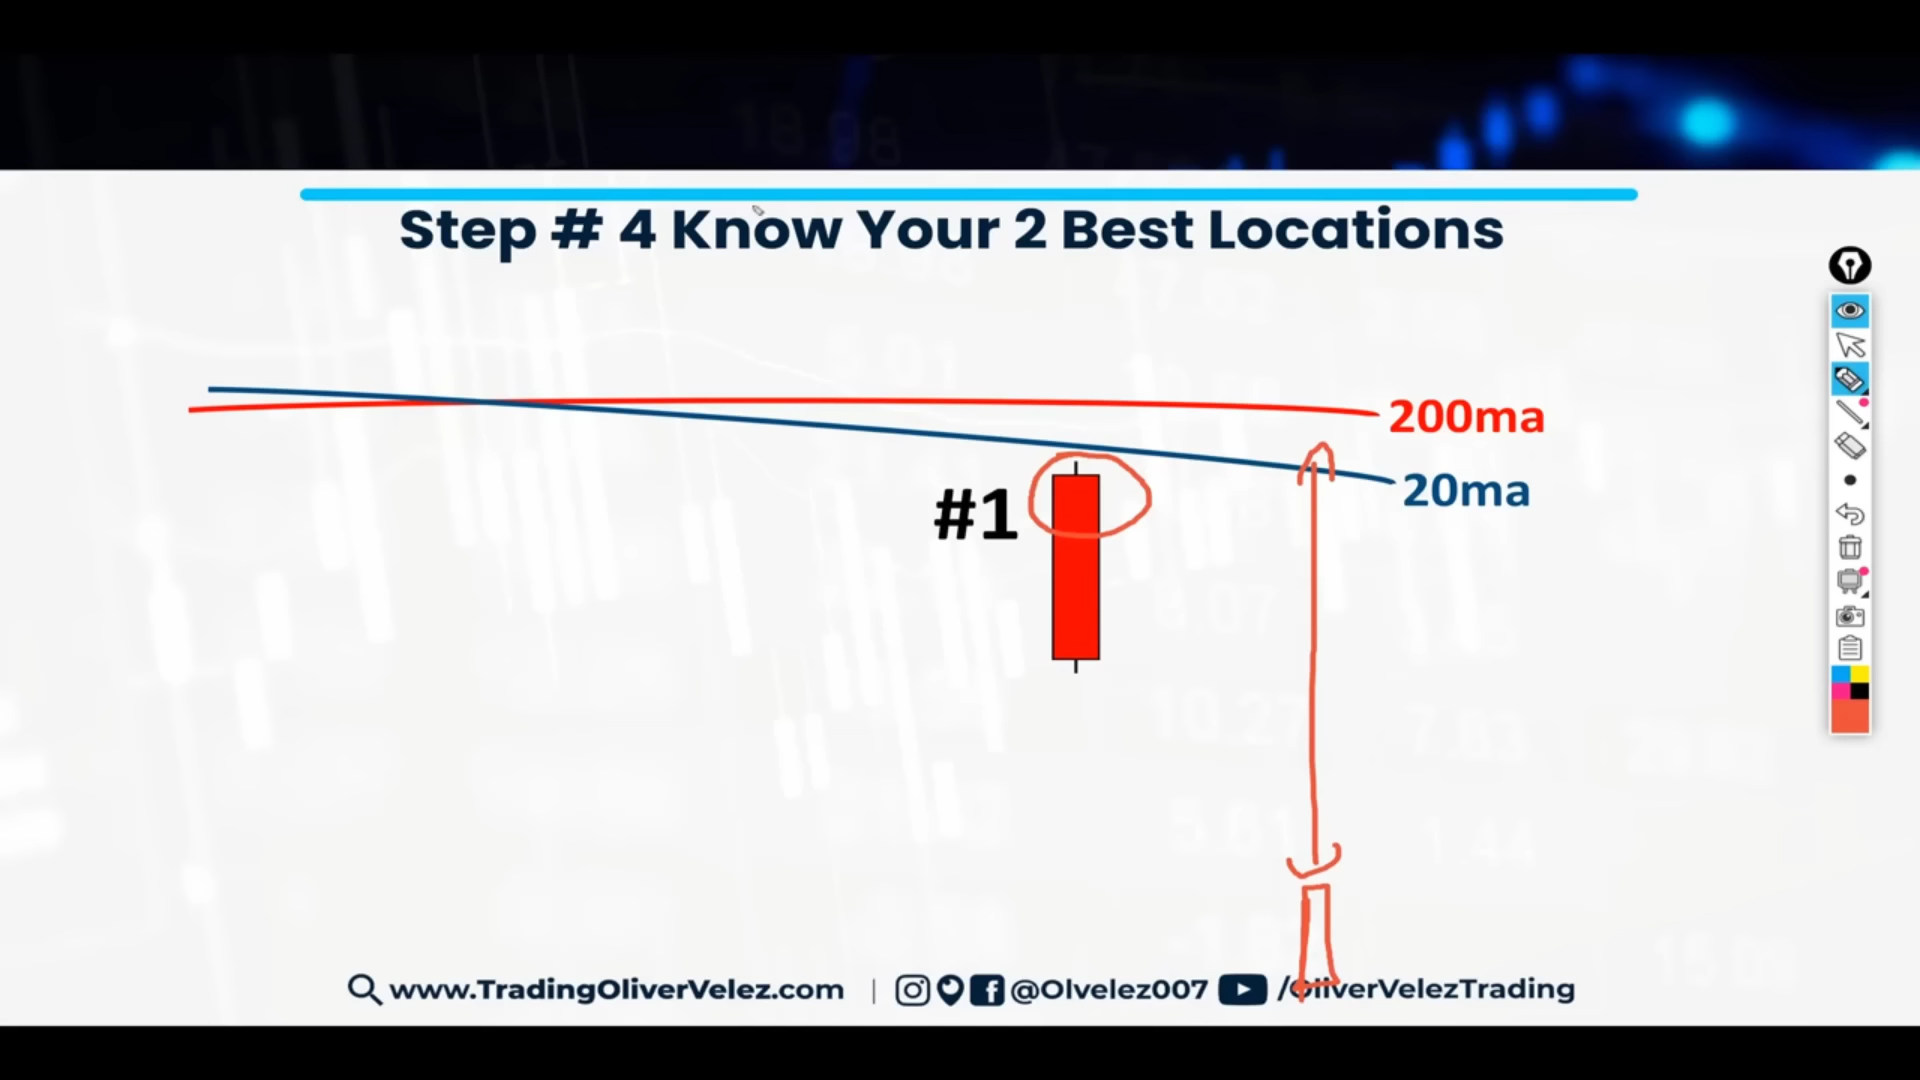 Step # 4 Know Your 2 Best Locations
200ma
20ma
#1
www.TradingOliverVelez.com | @Olvelez007 /OliverVelezTrading